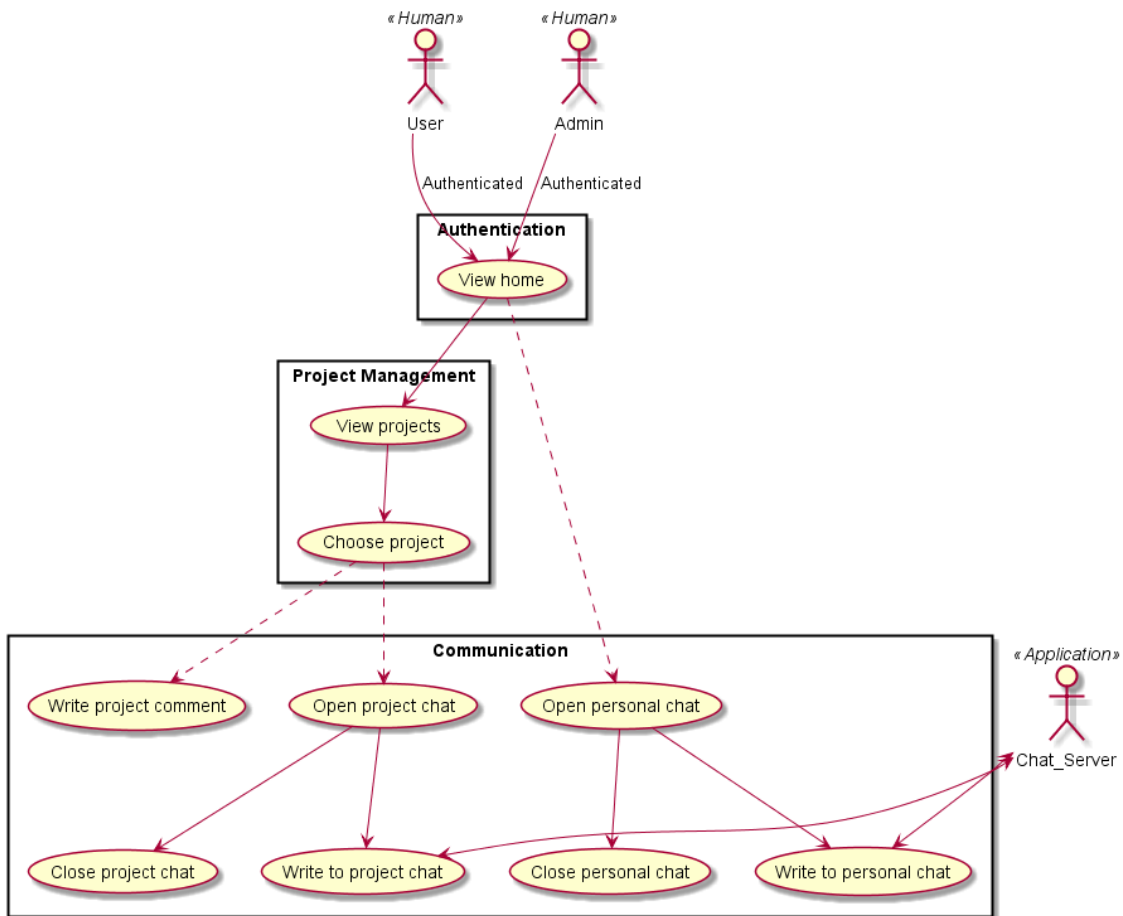 «Human» «Human»
User Admin
Authenticated Authenticated
Authentication
View home
Project Management
View projects
Choose project
Communication
«Application»
Write project comment Open project chat Open personal chat
Chat_Server
Close project chat Write to project chat Close personal chat Write to personal chat